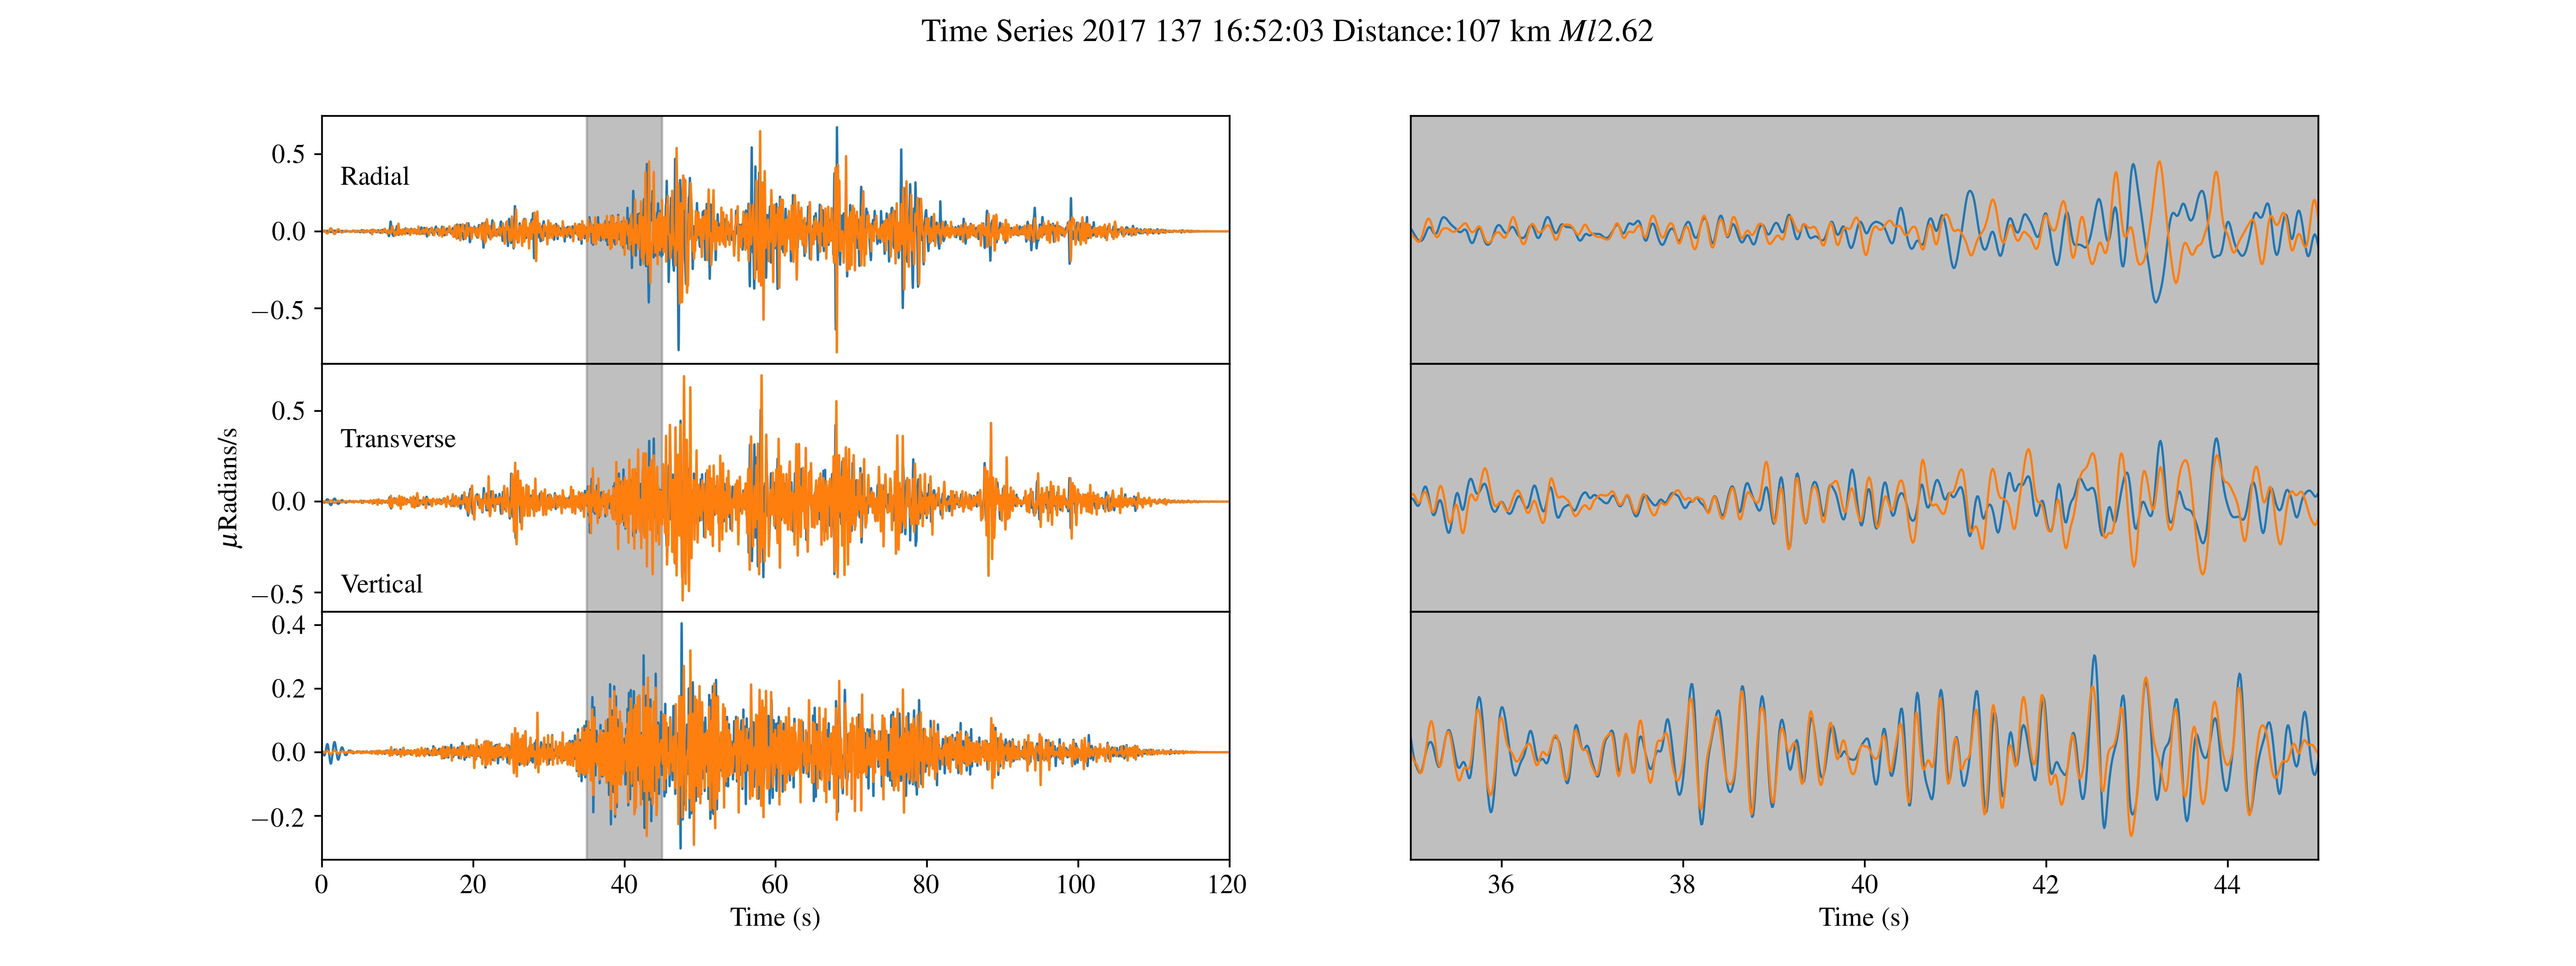 Time Series 2017 137 16:52:03 Distance:107 km Ml2.62
0.5
Radial
0.0
−0.5
0.5
Transverse
0.0
Vertical
−0.5
μRadians/s
0.4
0.2
0.0
−0.2
0 20 40 60 80 100 120
Time (s)
36 38 40 42 44
Time (s)